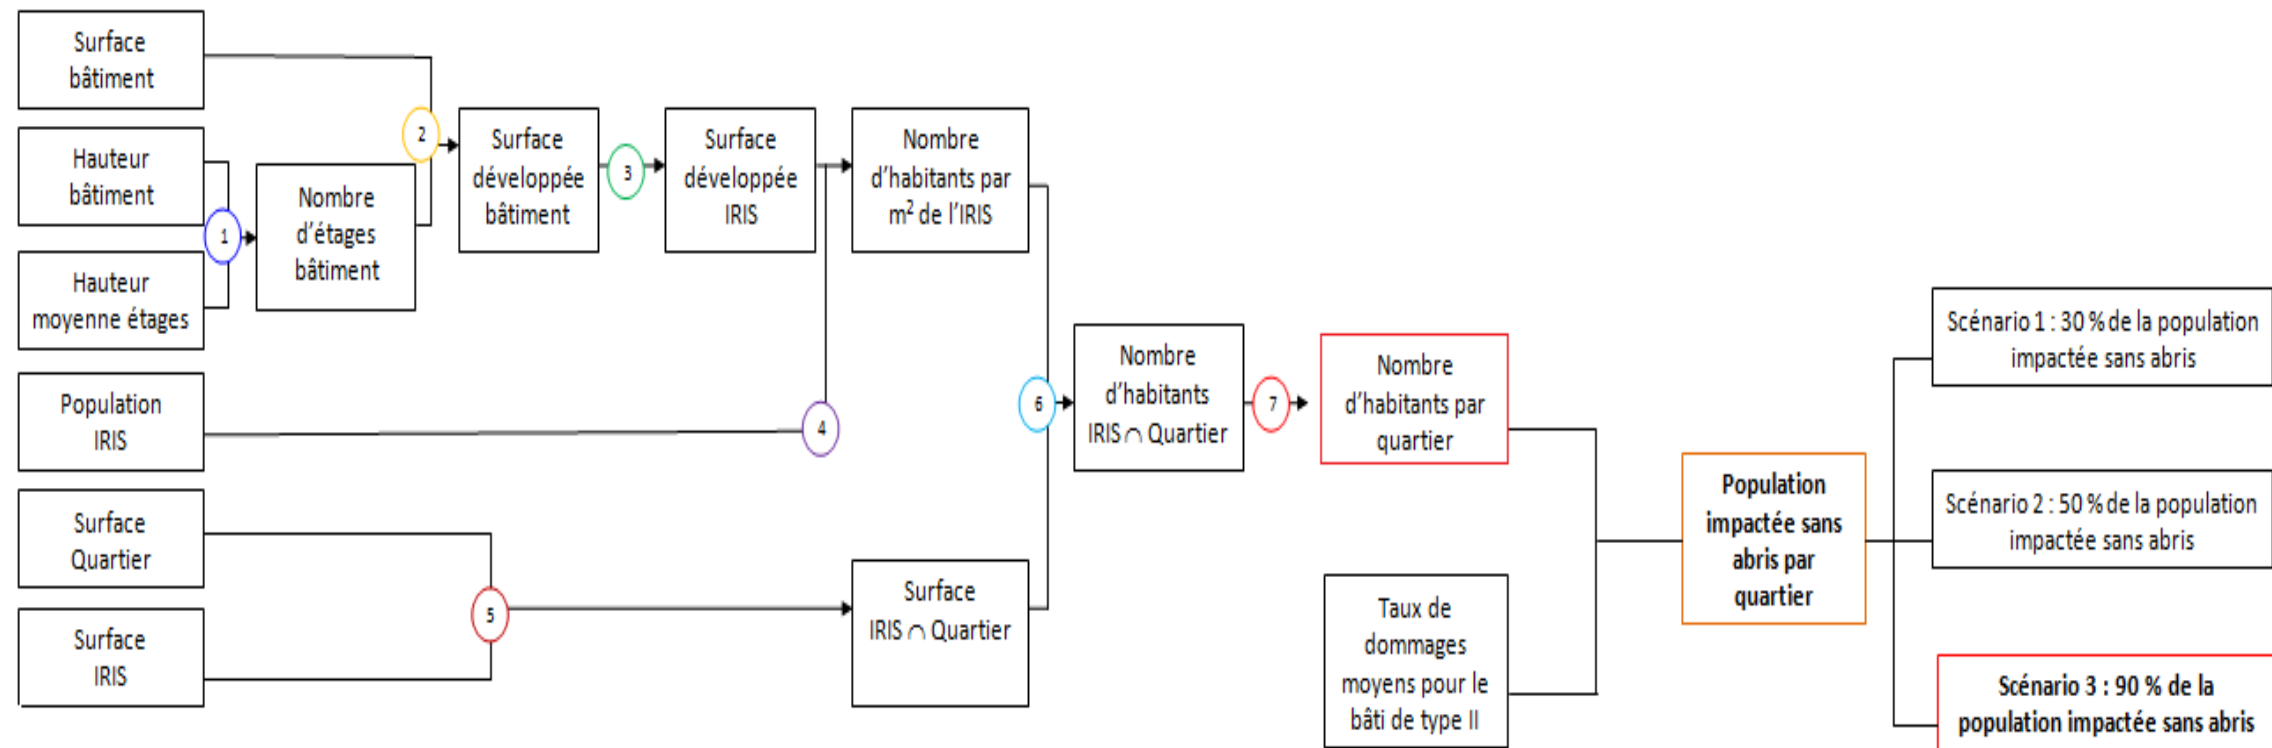 Surface
bâtiment
Hauteur
bâtiment
Hauteur
moyenne étages
Population
IRIS
Surface
Quartier
Surface
IRIS
1
Nombre
d'étages
bâtiment
2
Surface
développée
bâtiment
3
Surface
développée
IRIS
4
Nombre
d'habitants par
m² de l'IRIS
5
Surface
IRIS ∩ Quartier
6
Nombre
d'habitants
IRIS ∩ Quartier
7
Nombre
d'habitants par
quartier
Taux de
dommages
moyens pour le
bâti de type II
Population
impactée sans
abris par
quartier
Scénario 1 : 30 % de la population
impactée sans abris
Scénario 2 : 50 % de la population
impactée sans abris
Scénario 3 : 90 % de la
population impactée sans abris